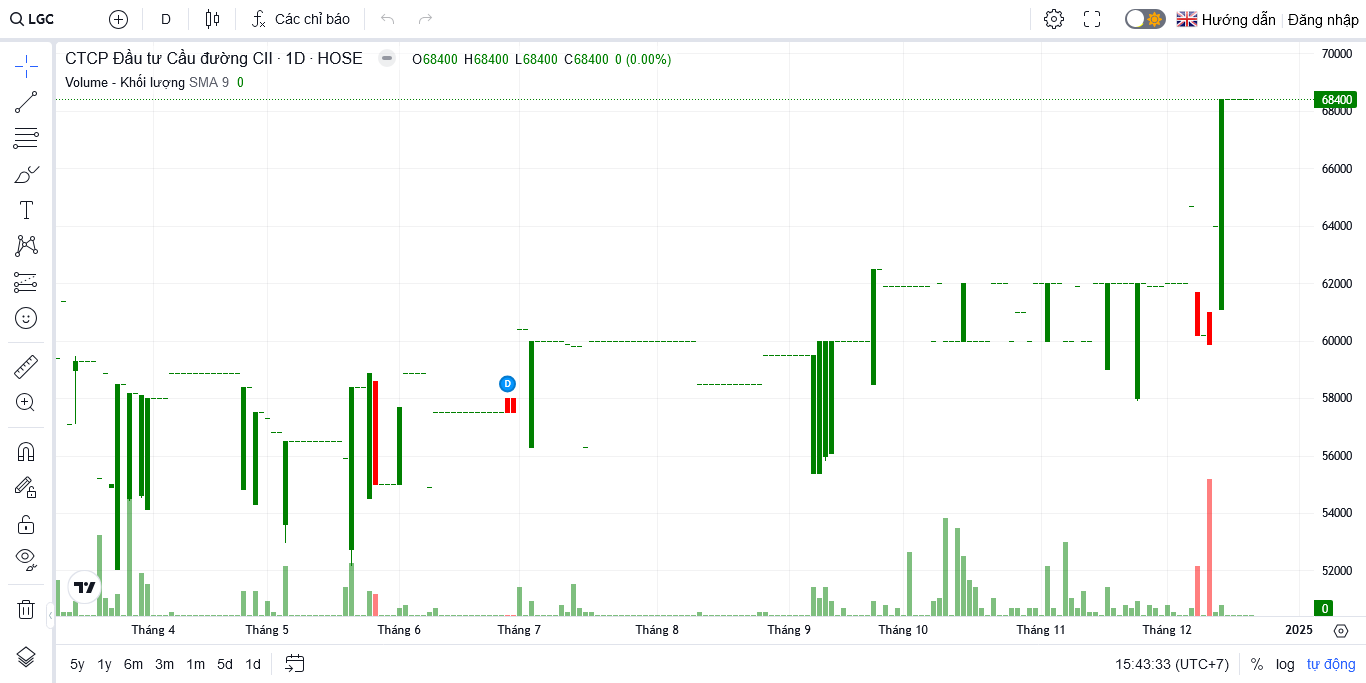 LGC D Các chỉ báo Hướng dẫn Đăng nhập
CTCP Đầu tư Cầu đường CII · 1D · HOSE O68400 H68400 L68400 C68400 0 (0.00%)
Volume - Khối lượng SMA 9 0
70000
68400
68000
66000
64000
62000
60000
58000
D
56000
54000
52000
0
Tháng 4 Tháng 5 Tháng 6 Tháng 7 Tháng 8 Tháng 9 Tháng 10 Tháng 11 Tháng 12 2025
5y 1y 6m 3m 1m 5d 1d 15:43:33 (UTC+7) % log tự động